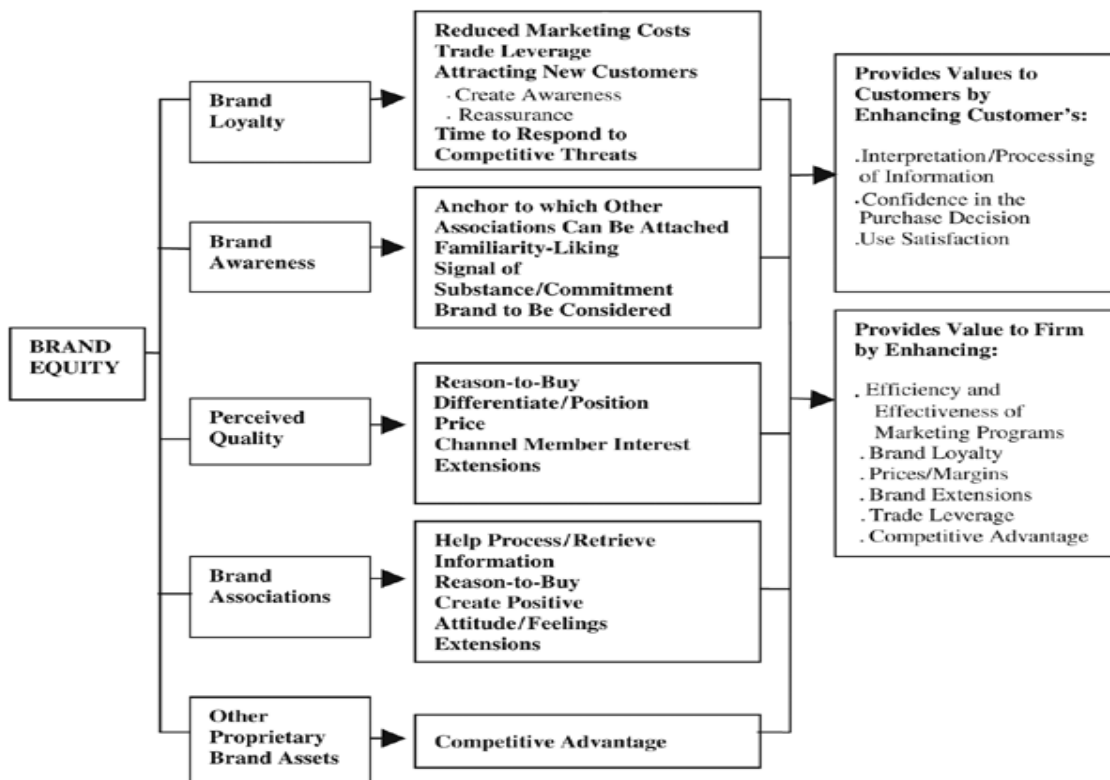 BRAND
EQUITY
Brand
Loyalty
Reduced Marketing Costs
Trade Leverage
Attracting New Customers
· Create Awareness
· Reassurance
Time to Respond to
Competitive Threats
Brand
Awareness
Anchor to which Other
Associations Can Be Attached
Familiarity-Liking
Signal of
Substance/Commitment
Brand to Be Considered
Perceived
Quality
Reason-to-Buy
Differentiate/Position
Price
Channel Member Interest
Extensions
Brand
Associations
Help Process/Retrieve
Information
Reason-to-Buy
Create Positive
Attitude/Feelings
Extensions
Other
Proprietary
Brand Assets
Competitive Advantage
Provides Values to
Customers by
Enhancing Customer's:
.Interpretation/Processing
of Information
.Confidence in the
Purchase Decision
.Use Satisfaction
Provides Value to Firm
by Enhancing:
. Efficiency and
Effectiveness of
Marketing Programs
. Brand Loyalty
. Prices/Margins
. Brand Extensions
. Trade Leverage
. Competitive Advantage